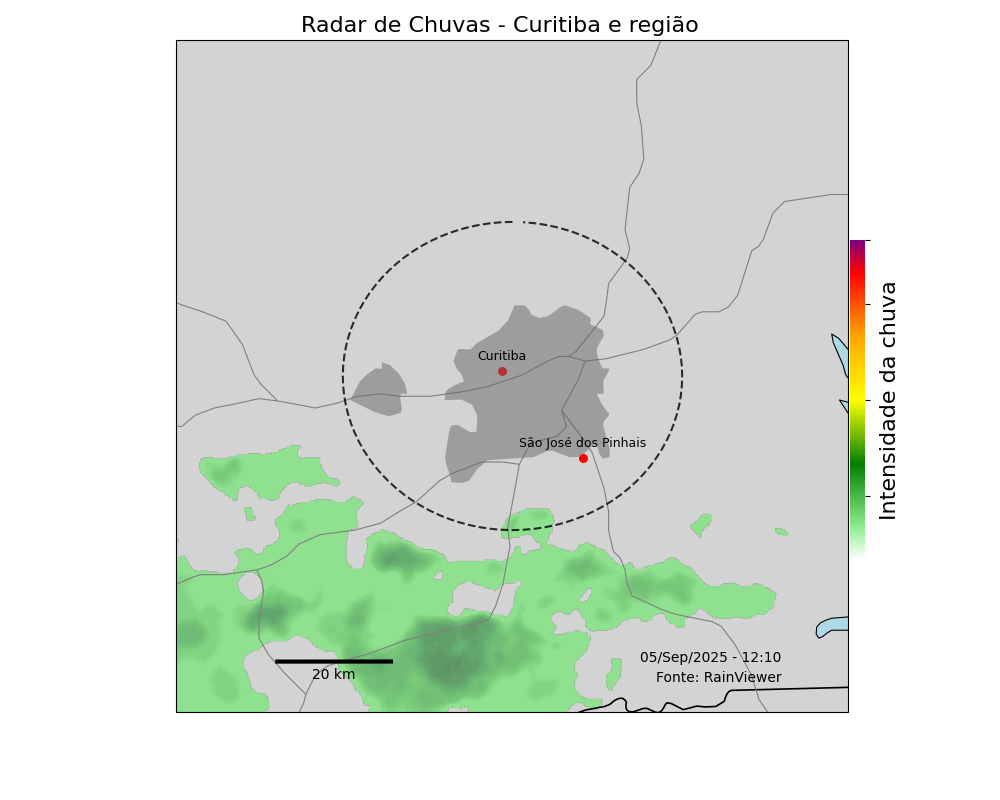 Radar de Chuvas - Curitiba e região
Curitiba
São José dos Pinhais
Intensidade da chuva
05/Sep/2025 - 12:10
20 km
Fonte: RainViewer